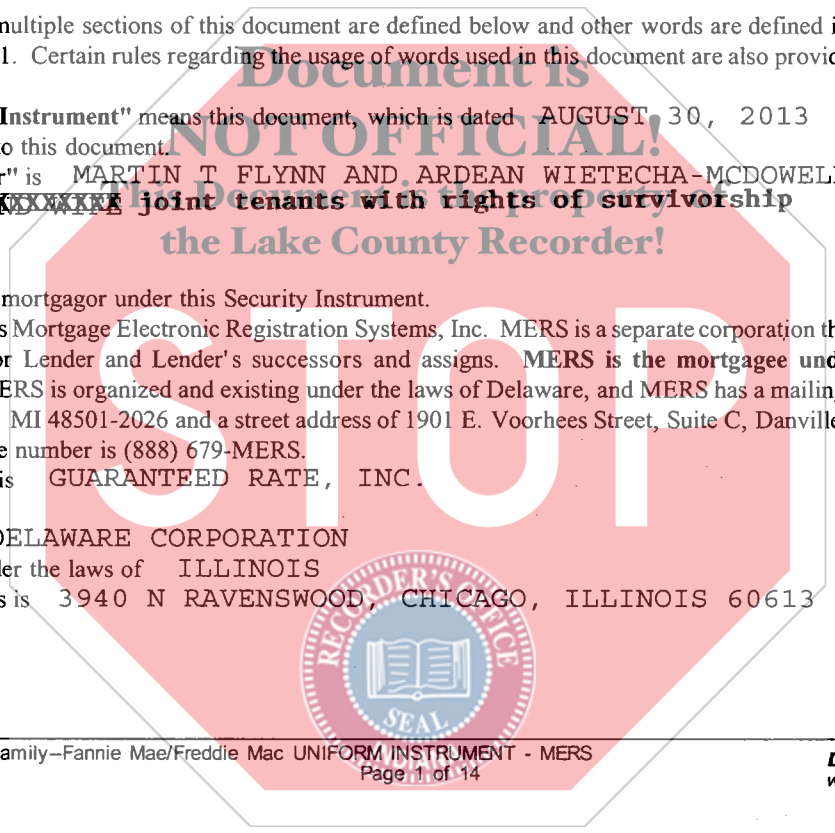 multiple sections of this document are defined below and other words are defined i
1. Certain rules regarding the usage of words used in this document are also provid
Document is
Instrument" means this document, which is dated AUGUST 30, 2013
NOT OFFICIAL!
to this document.
r" is MARTIN T FLYNN AND ARDEAN WIETECHA-MCDOWELL
This Document is the property of
joint tenants with rights of survivorship
the Lake County Recorder!
mortgagor under this Security Instrument.
s Mortgage Electronic Registration Systems, Inc. MERS is a separate corporation th
or Lender and Lender's successors and assigns. MERS is the mortgagee und
ERS is organized and existing under the laws of Delaware, and MERS has a mailin
MI 48501-2026 and a street address of 1901 E. Voorhees Street, Suite C, Danville
e number is (888) 679-MERS.
STOP
is GUARANTEED RATE, INC.
DELAWARE CORPORATION
er the laws of ILLINOIS
s is 3940 N RAVENSWOOD, CHICAGO, ILLINOIS 60613
RECORDER'S OFFICE
SEAL
INDIANA
amily–Fannie Mae/Freddie Mac UNIFORM INSTRUMENT - MERS
Page 1 of 14